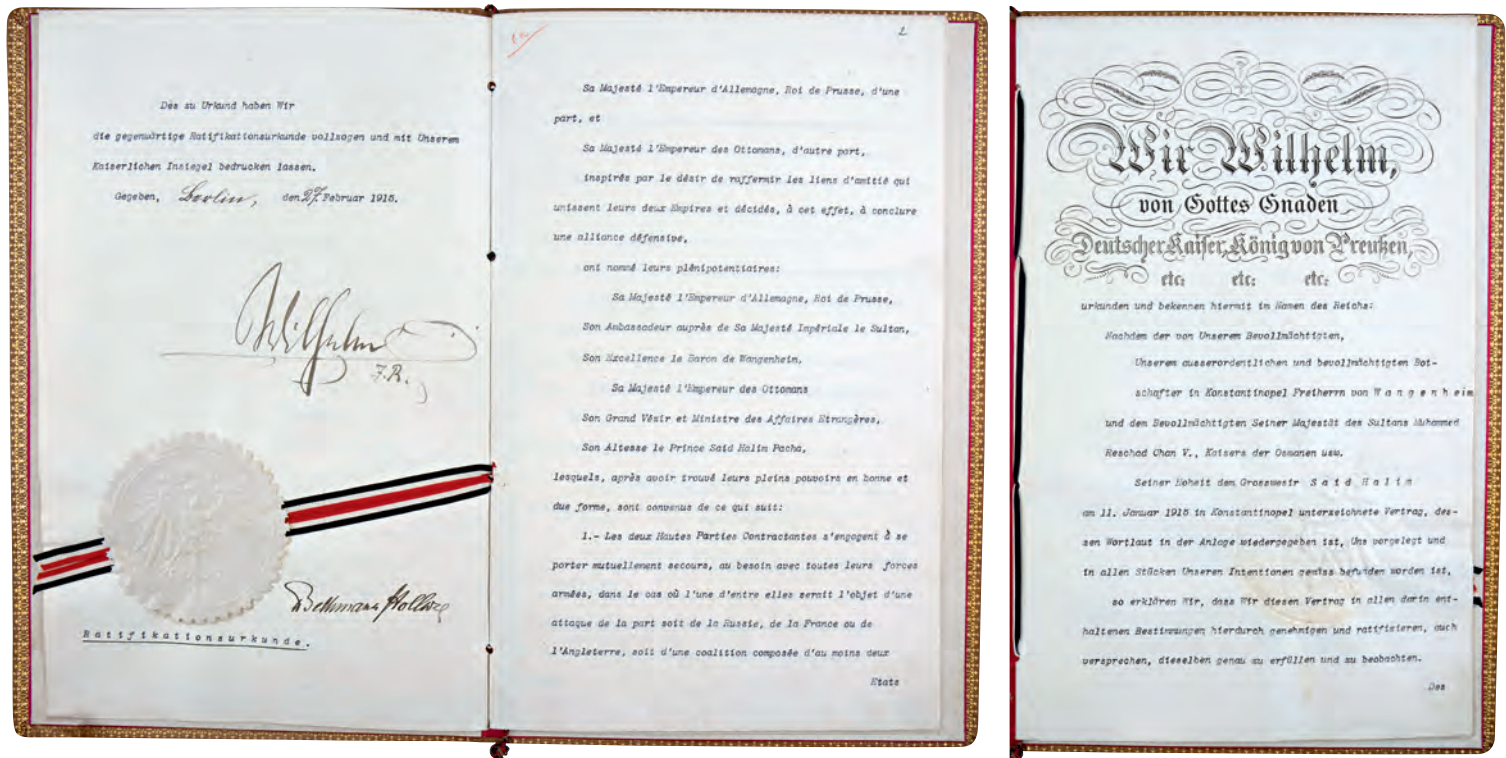 Des zu Urkund haben Wir
die gegenwärtige Ratifikationsurkunde vollzogen und mit Unserem
Kaiserlichen Insiegel bedrucken lassen.
Gegeben, Berlin, den 27. Februar 1915.
Wilhelm
I.R.
Bethmann Hollweg
Ratifikationsurkunde.
2
Sa Majesté l'Empereur d'Allemagne, Roi de Prusse, d'une
part, et
Sa Majesté l'Empereur des Ottomans, d'autre part,
inspirés par le désir de raffermir les liens d'amitié qui
unissent leurs deux Empires et décidés, à cet effet, à conclure
une alliance défensive,
ont nommé leurs plénipotentiaires:
Sa Majesté l'Empereur d'Allemagne, Roi de Prusse,
Son Ambassadeur auprès de Sa Majesté Impériale le Sultan,
Son Excellence le Baron de Wangenheim,
Sa Majesté l'Empereur des Ottomans
Son Grand Vézir et Ministre des Affaires Etrangères,
Son Altesse le Prince Said Halim Pacha,
lesquels, après avoir trouvé leurs pleins pouvoirs en bonne et
due forme, sont convenus de ce qui suit:
1.- Les deux Hautes Parties Contractantes s'engagent à se
porter mutuellement secours, au besoin avec toutes leurs forces
armées, dans le cas où l'une d'entre elles serait l'objet d'une
attaque de la part soit de la Russie, de la France ou de
l'Angleterre, soit d'une coalition composée d'au moins deux
Etats
Wir Wilhelm,
von Gottes Gnaden
Deutscher Kaiser, König von Preußen,
etc. etc. etc.
urkunden und bekennen hiermit im Namen des Reichs:
Nachdem der von Unserem Bevollmächtigten,
Unserem ausserordentlichen und bevollmächtigten Bot-
schafter in Konstantinopel Freiherrn von Wangenheim
und dem Bevollmächtigten Seiner Majestät des Sultans Muhammed
Reschad Chan V., Kaisers der Osmanen usw.
Seiner Hoheit dem Grosswesir Said Halim
am 11. Januar 1915 in Konstantinopel unterzeichnete Vertrag, des-
sen Wortlaut in der Anlage wiedergegeben ist, Uns vorgelegt und
in allen Stücken Unseren Intentionen gemäss befunden worden ist,
so erklären Wir, dass Wir diesen Vertrag in allen darin ent-
haltenen Bestimmungen hierdurch genehmigen und ratifizieren, auch
versprechen, dieselben genau zu erfüllen und zu beobachten.
Des